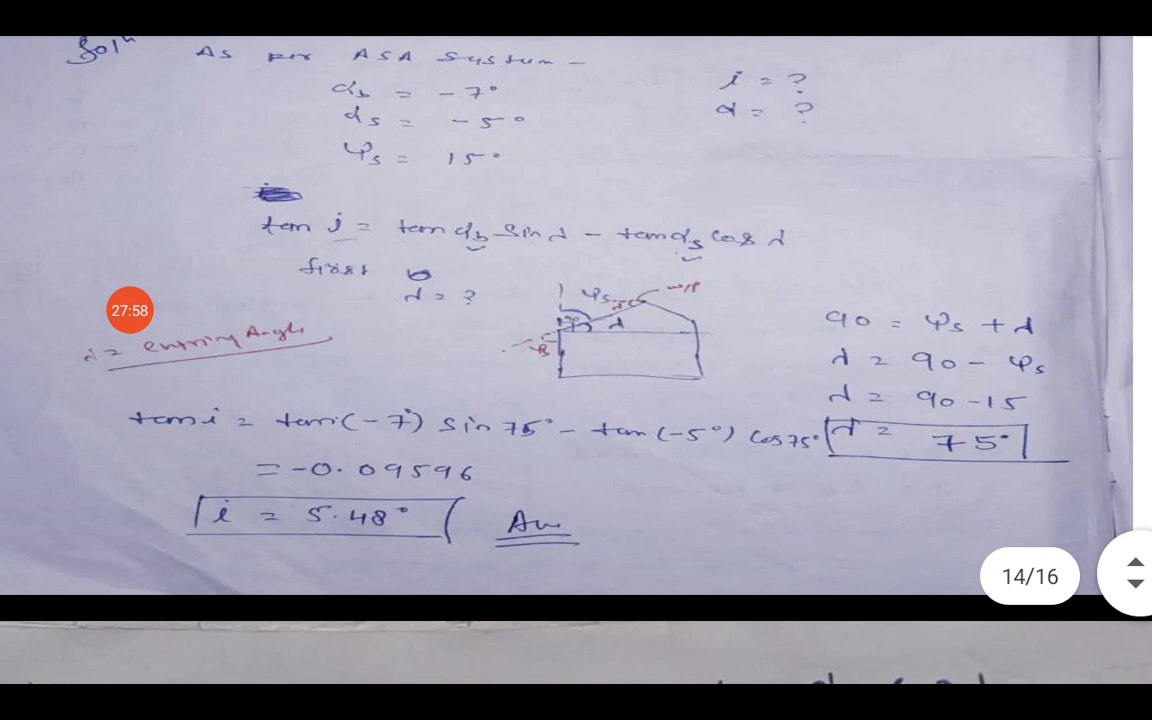 Solⁿ As per ASA System -
αb = -7° i = ?
αs = -5° α = ?
Ψs = 15°
tan i = tan αb sin λ - tan αs cos λ
first
λ = ?
Ψs λ w/p
27:58
λ = entring Angle
90 = Ψs + λ
λ = 90 - Ψs
λ = 90 - 15
tan i = tan(-7°) sin 75° - tan(-5°) cos 75° λ = 75°
= -0.09596
i = 5.48° Ans
14/16